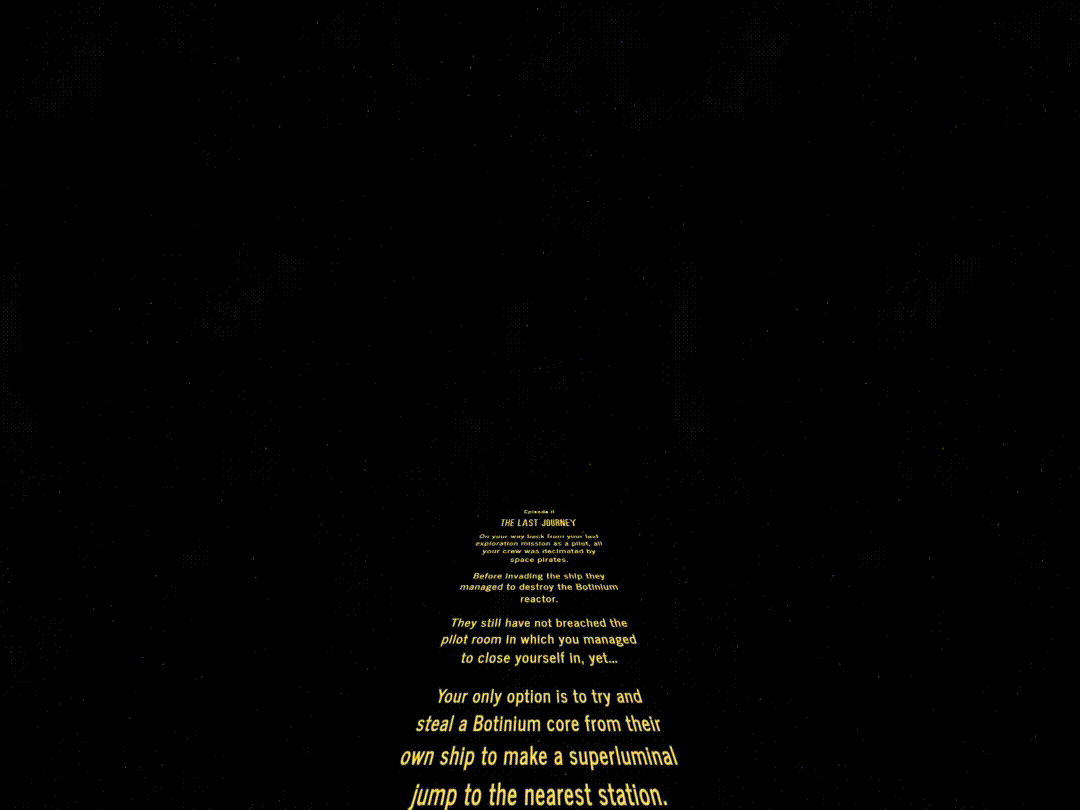 Episode II
THE LAST JOURNEY
On your way back from your last
exploration mission as a pilot, all
your crew was decimated by
space pirates.
Before invading the ship they
managed to destroy the Botinium
reactor.
They still have not breached the
pilot room in which you managed
to close yourself in, yet...
Your only option is to try and
steal a Botinium core from their
own ship to make a superluminal
jump to the nearest station.